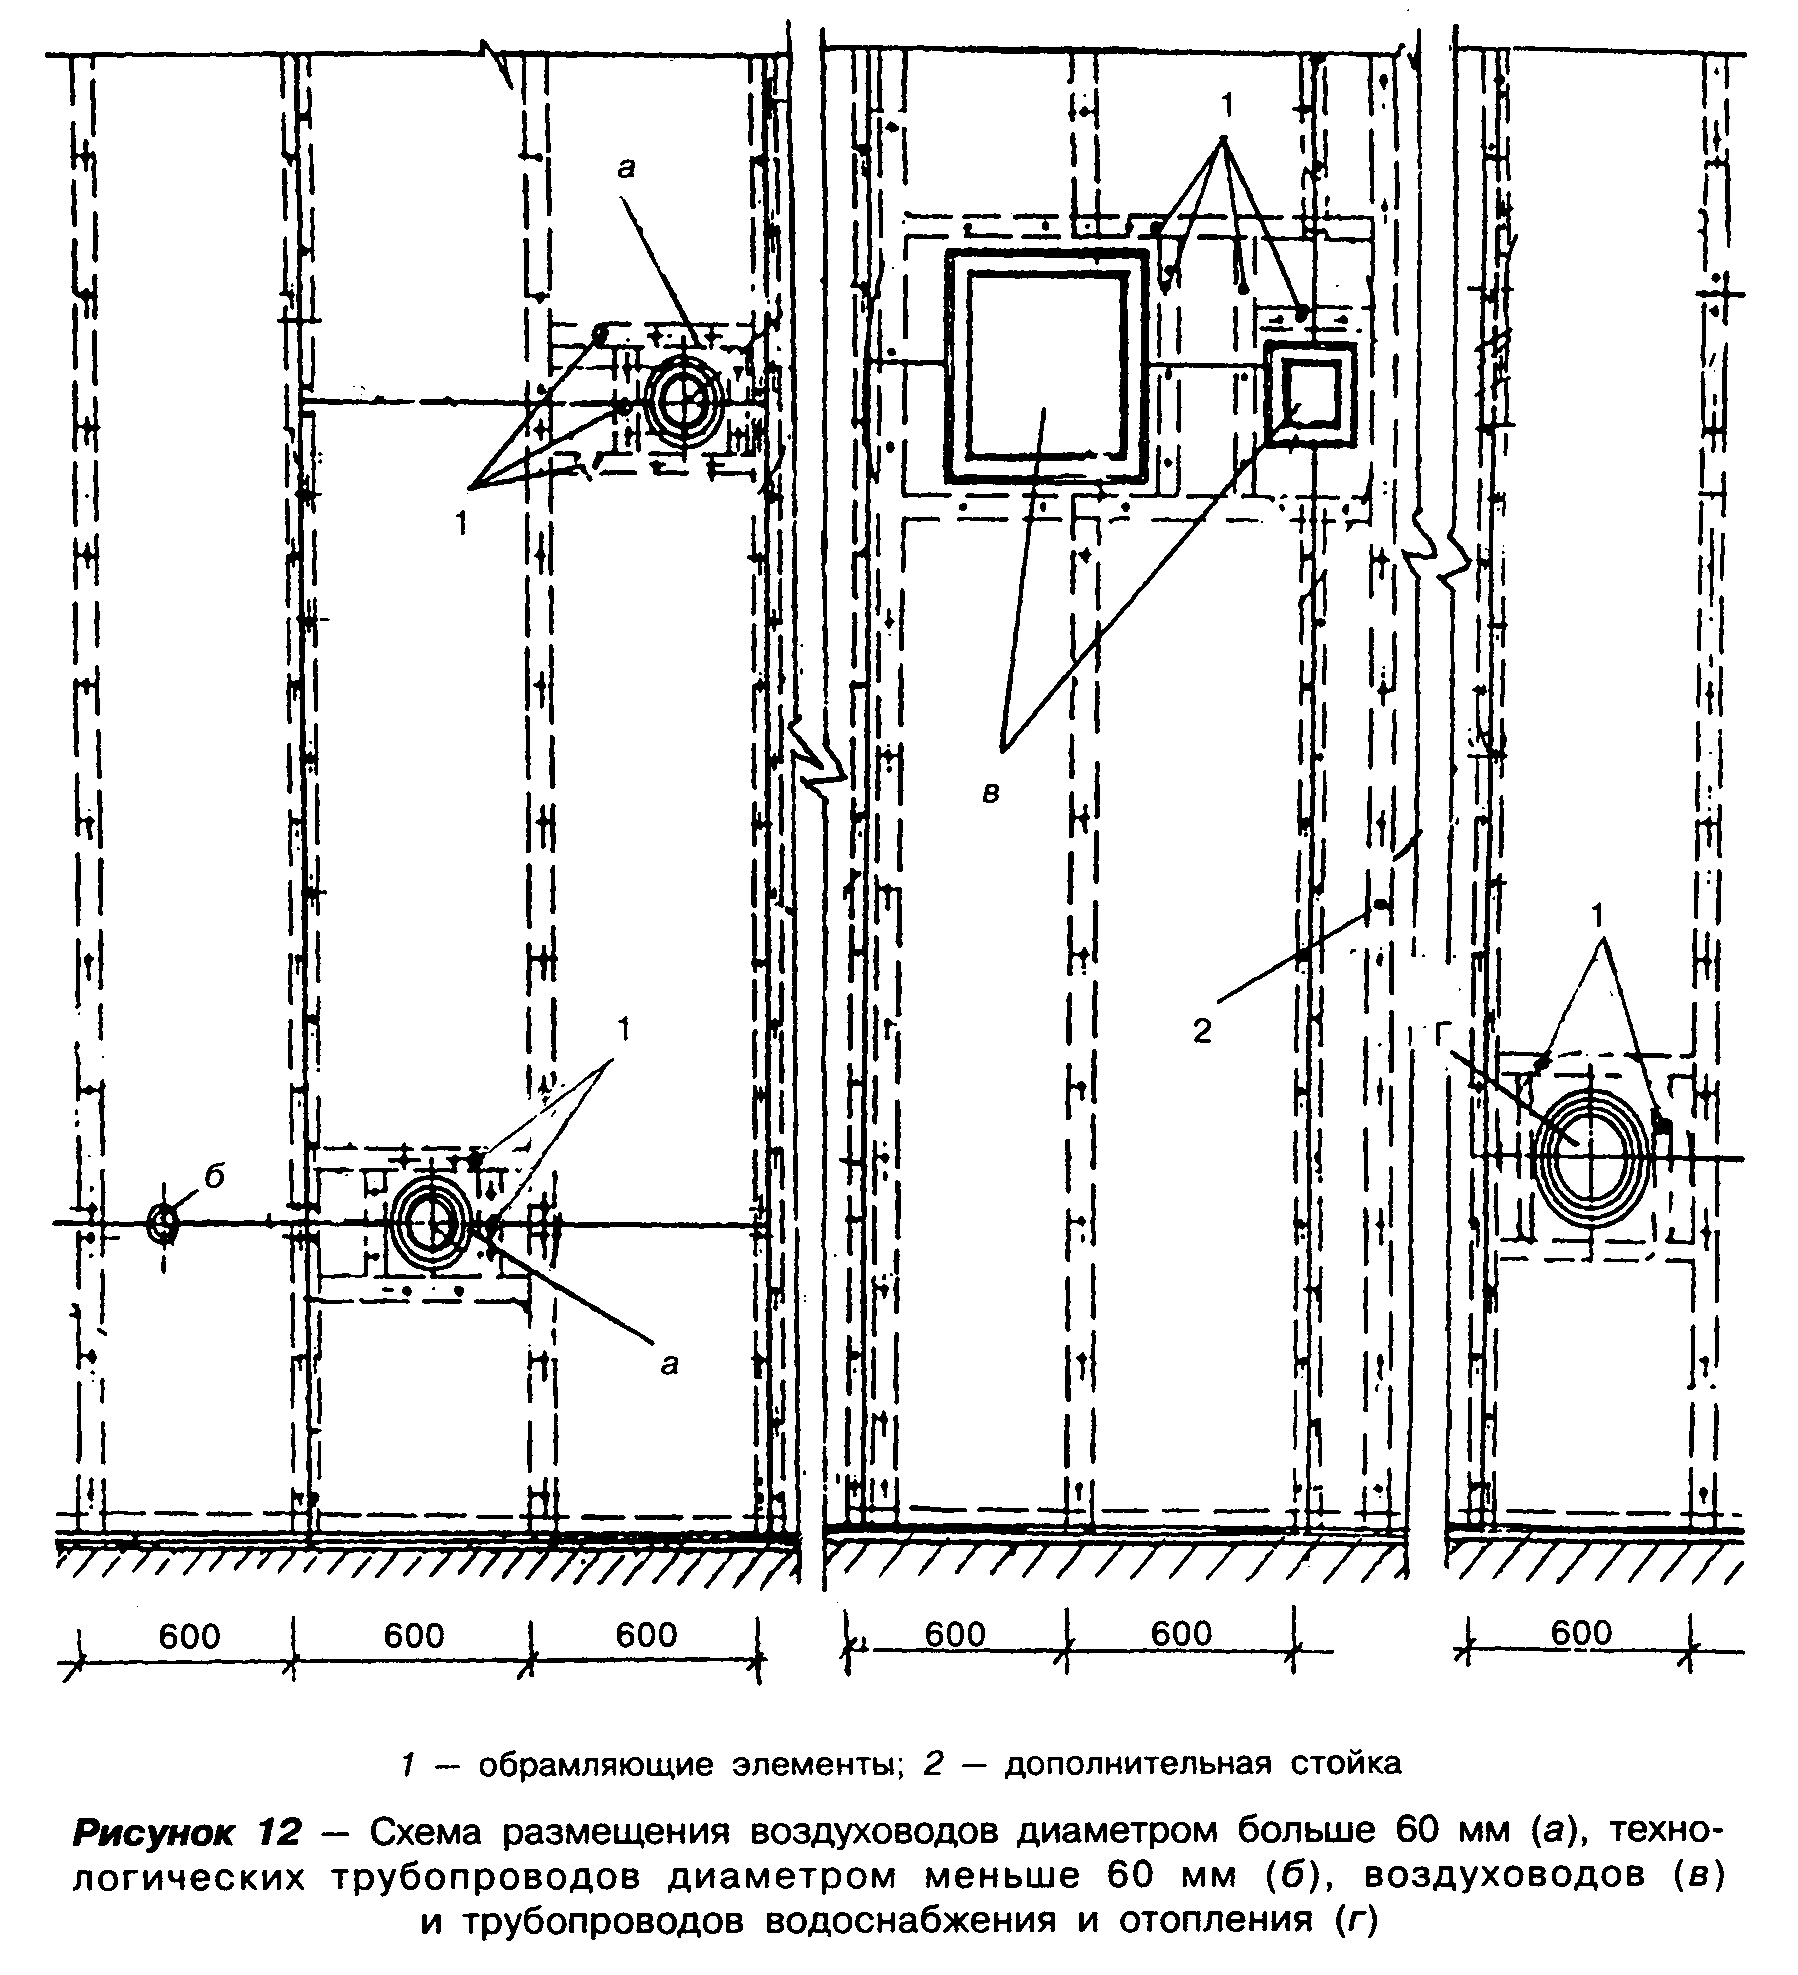 1
а
1
в
2
1
г
1
б
а
600 600 600 600 600 600
1 — обрамляющие элементы; 2 — дополнительная стойка
Рисунок 12 — Схема размещения воздуховодов диаметром больше 60 мм (а), техно-
логических трубопроводов диаметром меньше 60 мм (б), воздуховодов (в)
и трубопроводов водоснабжения и отопления (г)